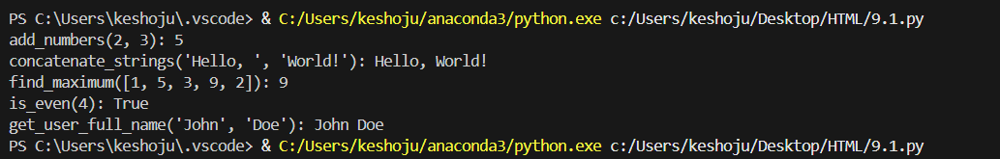 PS C:\Users\keshoju\.vscode> & C:/Users/keshoju/anaconda3/python.exe c:/Users/keshoju/Desktop/HTML/9.1.py
add_numbers(2, 3): 5
concatenate_strings('Hello, ', 'World!'): Hello, World!
find_maximum([1, 5, 3, 9, 2]): 9
is_even(4): True
get_user_full_name('John', 'Doe'): John Doe
PS C:\Users\keshoju\.vscode> & C:/Users/keshoju/anaconda3/python.exe c:/Users/keshoju/Desktop/HTML/9.1.py